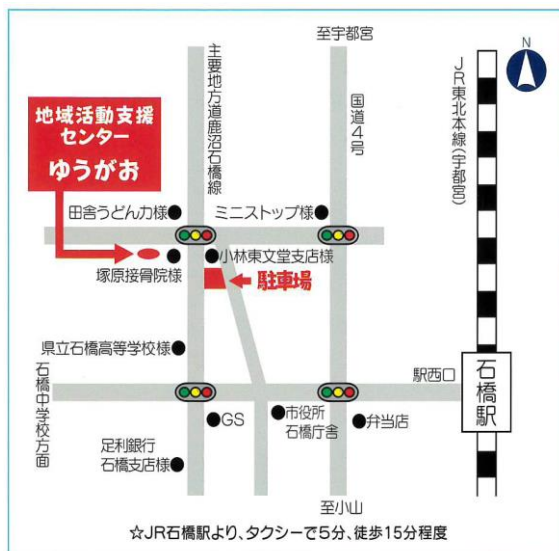 至宇都宮
N
主要地方道鹿沼石橋線
国道4号
JR東北本線(宇都宮)
地域活動支援
センター
ゆうがお
田舎うどん力様
ミニストップ様
塚原接骨院様
小林東文堂支店様
駐車場
県立石橋高等学校様
石橋中学校方面
駅西口
石橋駅
GS
市役所
石橋庁舎
弁当店
足利銀行
石橋支店様
至小山
☆JR石橋駅より、タクシーで5分、徒歩15分程度